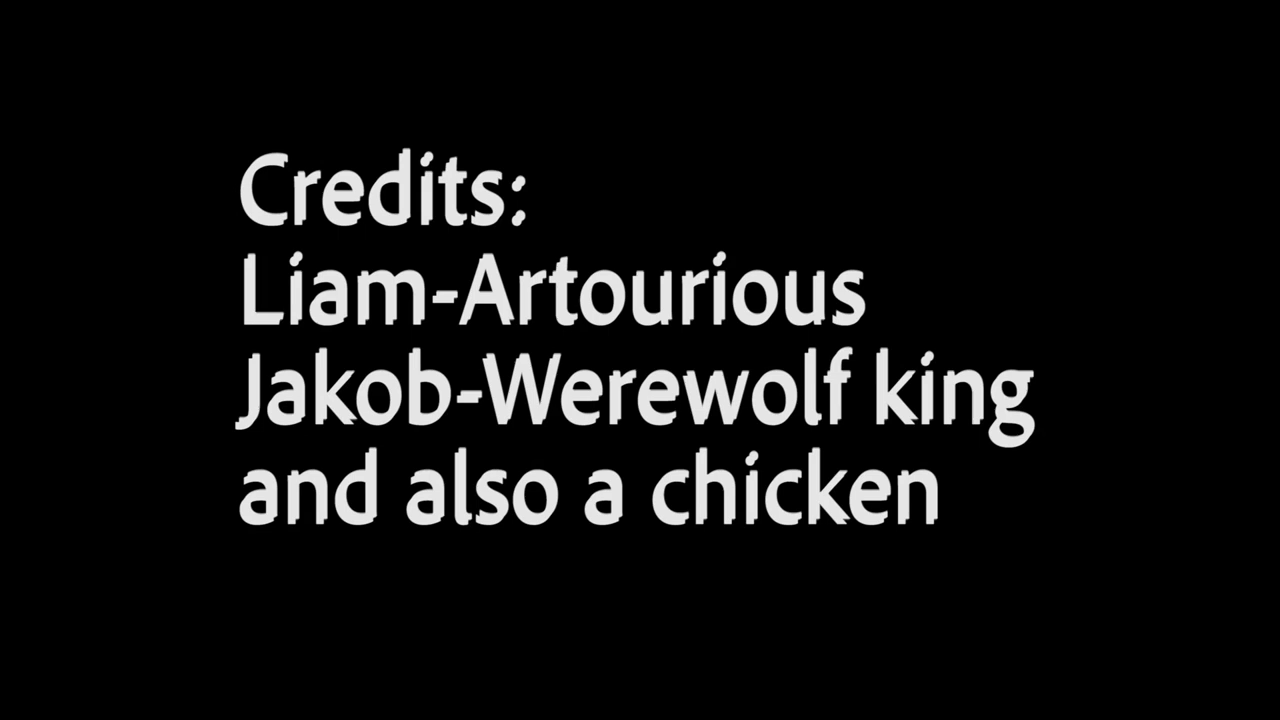 Credits:
Liam-Artourious
Jakob-Werewolf king
and also a chicken